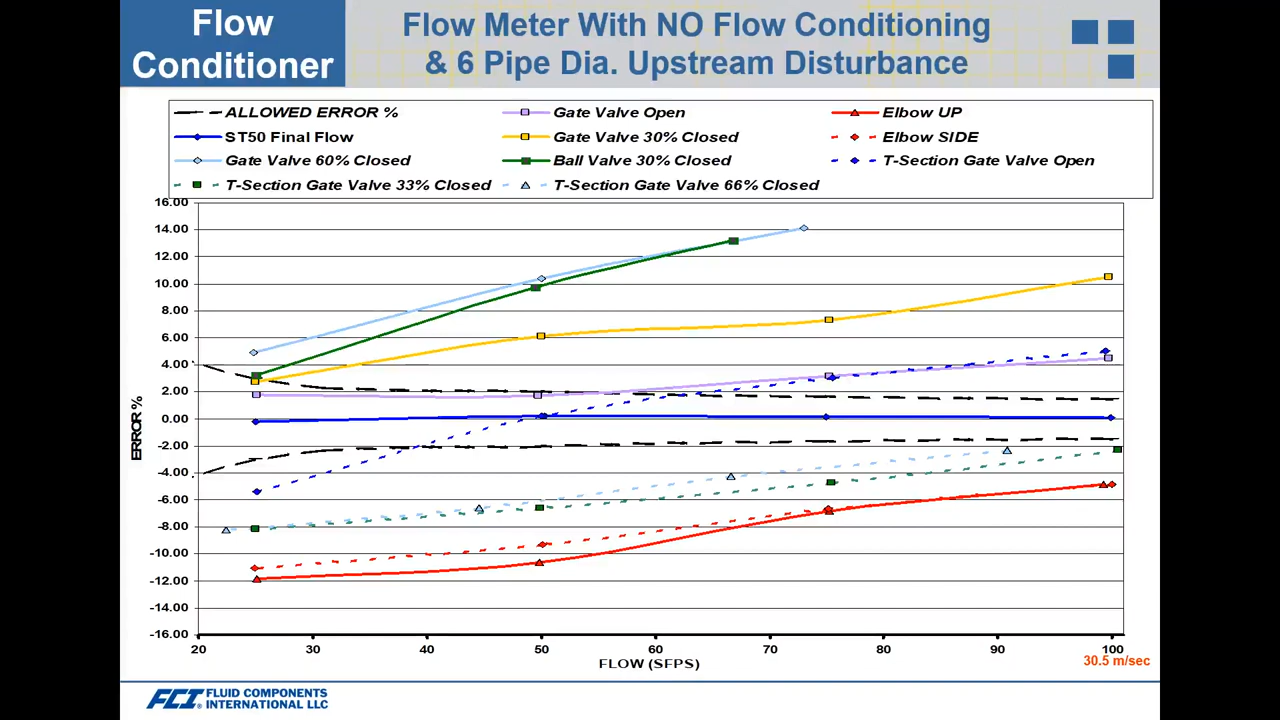 Flow
Conditioner
Flow Meter With NO Flow Conditioning
& 6 Pipe Dia. Upstream Disturbance
ALLOWED ERROR %
Gate Valve Open
Elbow UP
ST50 Final Flow
Gate Valve 30% Closed
Elbow SIDE
Gate Valve 60% Closed
Ball Valve 30% Closed
T-Section Gate Valve Open
T-Section Gate Valve 33% Closed
T-Section Gate Valve 66% Closed
16.00
14.00
12.00
10.00
8.00
6.00
4.00
2.00
0.00
-2.00
-4.00
-6.00
-8.00
-10.00
-12.00
-14.00
-16.00
ERROR %
20 30 40 50 60 70 80 90 100
FLOW (SFPS)
30.5 m/sec
FCI® FLUID COMPONENTS
INTERNATIONAL LLC